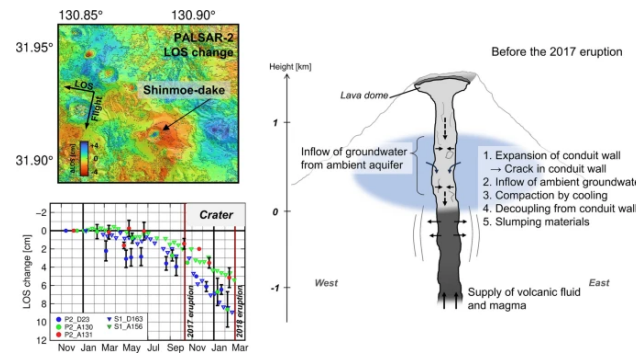 130.85° 130.90°
31.95°
31.90°
PALSAR-2
LOS change
LOS
Flight
Shinmoe-dake
Crater
LOS change [cm]
−2
0
2
4
6
8
10
12
2017 eruption
2018 eruption
P2_D23 S1_D163
P2_A130 S1_A156
P2_A131
Nov Jan Mar May Jul Sep Nov Jan Mar
Before the 2017 eruption
Height [km]
Lava dome
1
0
-1
Inflow of groundwater
from ambient aquifer
1. Expansion of conduit wall
→ Crack in conduit wall
2. Inflow of ambient groundwate
3. Compaction by cooling
4. Decoupling from conduit wall
5. Slumping materials
West
East
Supply of volcanic fluid
and magma